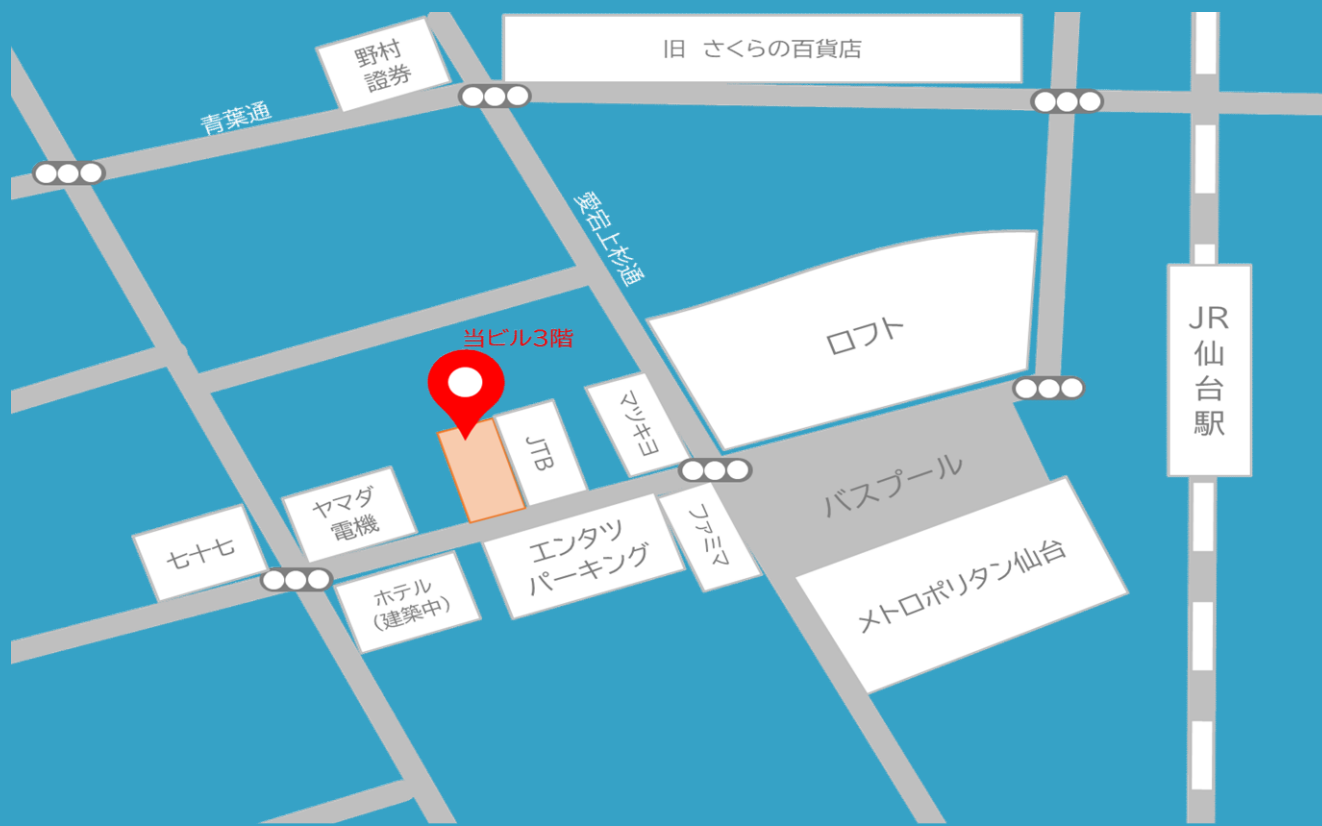 旧 さくらの百貨店
野村
證券
青葉通
愛宕上杉通
ロフト
JR
仙
台
駅
当ビル3階
マツキヨ
JTB
バスプール
ヤマダ
電機
七十七
エンタツ
パーキング
ファミマ
ホテル
(建築中)
メトロポリタン仙台